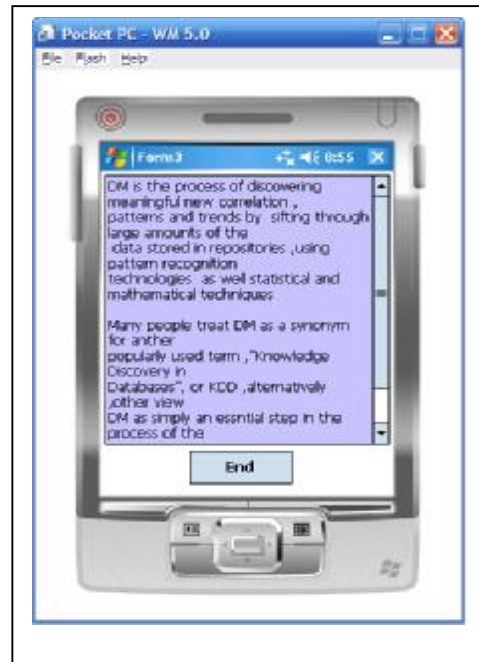 Pocket PC - WM 5.0
File Flash Help
Form3 8:55
DM is the process of discovering
meaningful new correlation ,
patterns and trends by sifting through
large amounts of the
data stored in repositories ,using
pattern recognition
technologies as well statistical and
mathematical techniques
Many people treat DM as a synonym
for anther
popularly used term ,"Knowledge
Discovery in
Databases", or KDD ,alternatively
,other view
DM as simply an essntial step in the
process of the
End